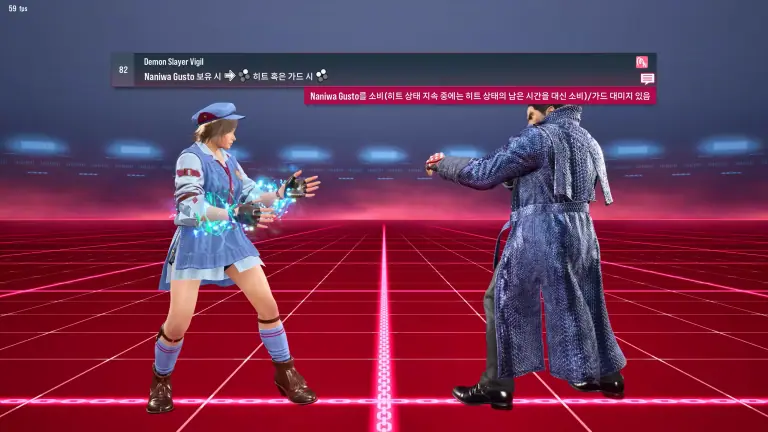 59 fps
Demon Slayer Vigil
82
Naniwa Gusto 보유 시 히트 혹은 가드 시
Naniwa Gusto를 소비(히트 상태 지속 중에는 히트 상태의 남은 시간을 대신 소비)/가드 대미지 있음